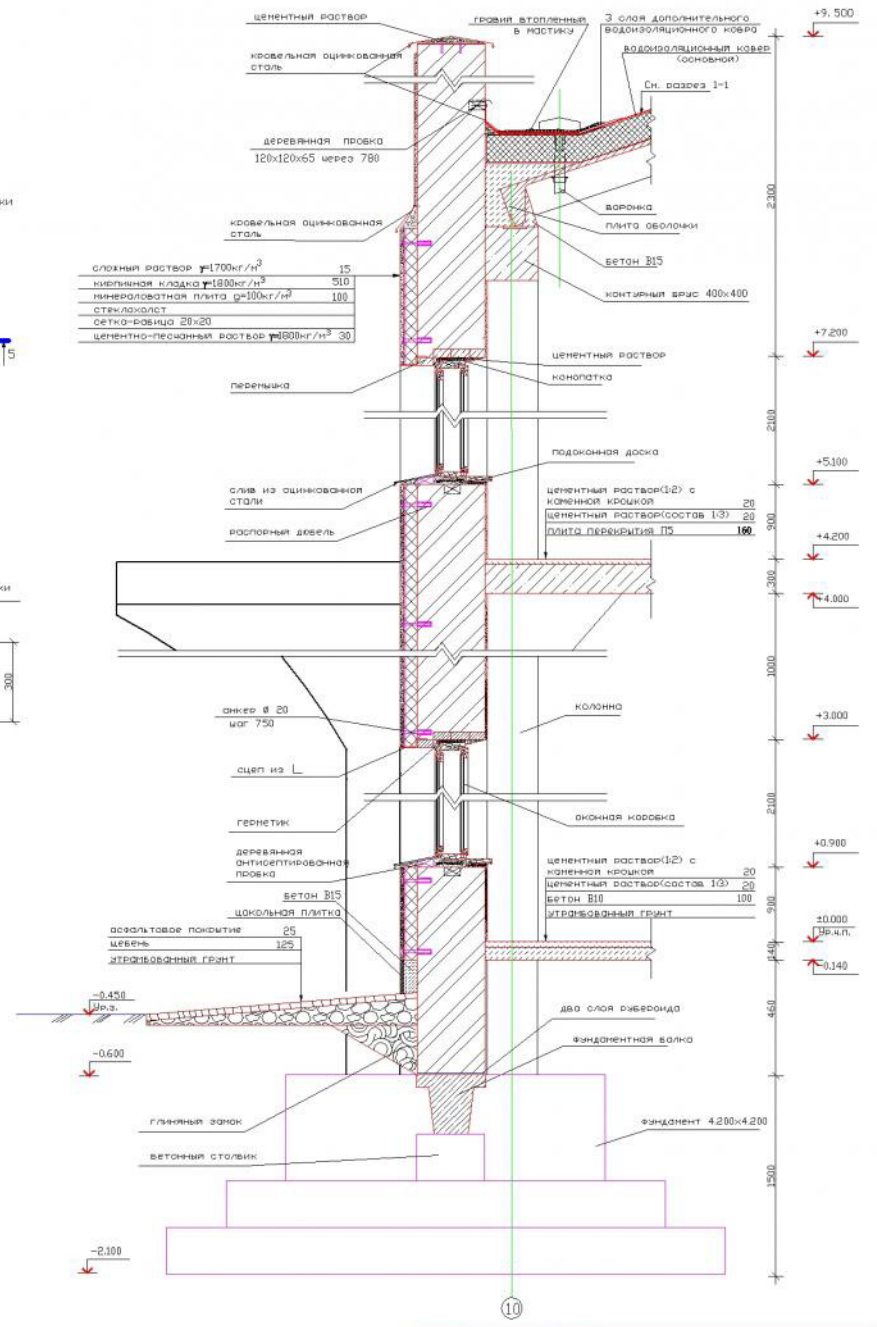 цементный раствор
гравий втопленный
в мастику
3 слоя дополнительного
водоизоляционного ковра
+9.500
кровельная оцинкованная
сталь
водоизоляционный ковер
(основной)
См. разрез 1-1
деревянная пробка
120х120х65 через 780
2300
ки
воронка
плита оболочки
кровельная оцинкованная
сталь
бетон В15
сложный раствор γ=1700кг/м³ 15
кирпичная кладка γ=1800кг/м³ 510
минераловатная плита g=100кг/м³ 100
стеклохолст
сетка-рабица 20х20
цементно-песчанный раствор γ=1800кг/м³ 30
контурный брус 400х400
5
+7.200
цементный раствор
конопатка
перемычка
2100
подоконная доска
+5.100
слив из оцинкованной
стали
распорный дюбель
цементный раствор(1:2) с
каменной крошкой 20
цементный раствор(состав 1:3) 20
плита перекрытия П5 160
900
+4.200
300
+4.000
ки
300
1000
анкер Ø 20
шаг 750
колонна
+3.000
сцеп из L
2100
герметик
оконная коробка
деревянная
антисептированная
пробка
+0.900
цементный раствор(1:2) с
каменной крошкой 20
цементный раствор(состав 1:3) 20
бетон В10 100
утрамбованный грунт
900
бетон В15
цокольная плитка
асфальтовое покрытие 25
щебень 125
утрамбованный грунт
±0.000
Ур.ч.п.
140
-0.140
-0.450
Ур.з.
460
два слоя рубероида
фундаментная балка
-0.600
глиняный замок
фундамент 4.200х4.200
бетонный столбик
1500
-2.100
10